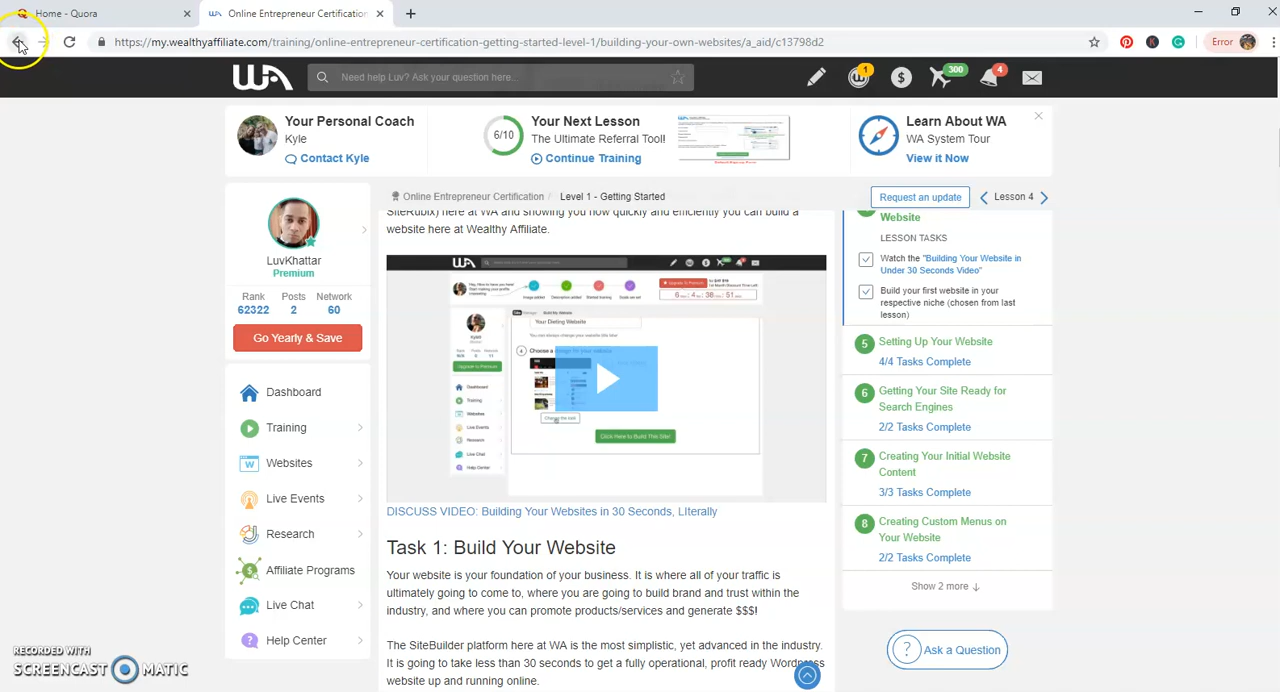 Home - Quora
Online Entrepreneur Certification
https://my.wealthyaffiliate.com/training/online-entrepreneur-certification-getting-started-level-1/building-your-own-websites/a_aid/c13798d2
Error
WA
Need help Luv? Ask your question here..
1
300
4
Your Personal Coach
Kyle
Contact Kyle
6/10
Your Next Lesson
The Ultimate Referral Tool!
Continue Training
Learn About WA
WA System Tour
View it Now
LuvKhattar
Premium
Rank Posts Network
62322 2 60
Go Yearly & Save
Dashboard
Training
Websites
Live Events
Research
Affiliate Programs
Live Chat
Help Center
Online Entrepreneur Certification / Level 1 - Getting Started
Request an update
Lesson 4
SiteRubix) here at WA and showing you how quickly and efficiently you can build a
website here at Wealthy Affiliate.
WA
Your Dieting Website
Click Here to Build This Site!
DISCUSS VIDEO: Building Your Websites in 30 Seconds, LIterally
Task 1: Build Your Website
Your website is your foundation of your business. It is where all of your traffic is
ultimately going to come to, where you are going to build brand and trust within the
industry, and where you can promote products/services and generate $$$!
The SiteBuilder platform here at WA is the most simplistic, yet advanced in the industry.
It is going to take less than 30 seconds to get a fully operational, profit ready Wordpress
website up and running online.
Website
LESSON TASKS
Watch the "Building Your Website in
Under 30 Seconds Video"
Build your first website in your
respective niche (chosen from last
lesson)
5 Setting Up Your Website
4/4 Tasks Complete
6 Getting Your Site Ready for
Search Engines
2/2 Tasks Complete
7 Creating Your Initial Website
Content
3/3 Tasks Complete
8 Creating Custom Menus on
Your Website
2/2 Tasks Complete
Show 2 more ↓
? Ask a Question
RECORDED WITH
SCREENCAST MATIC